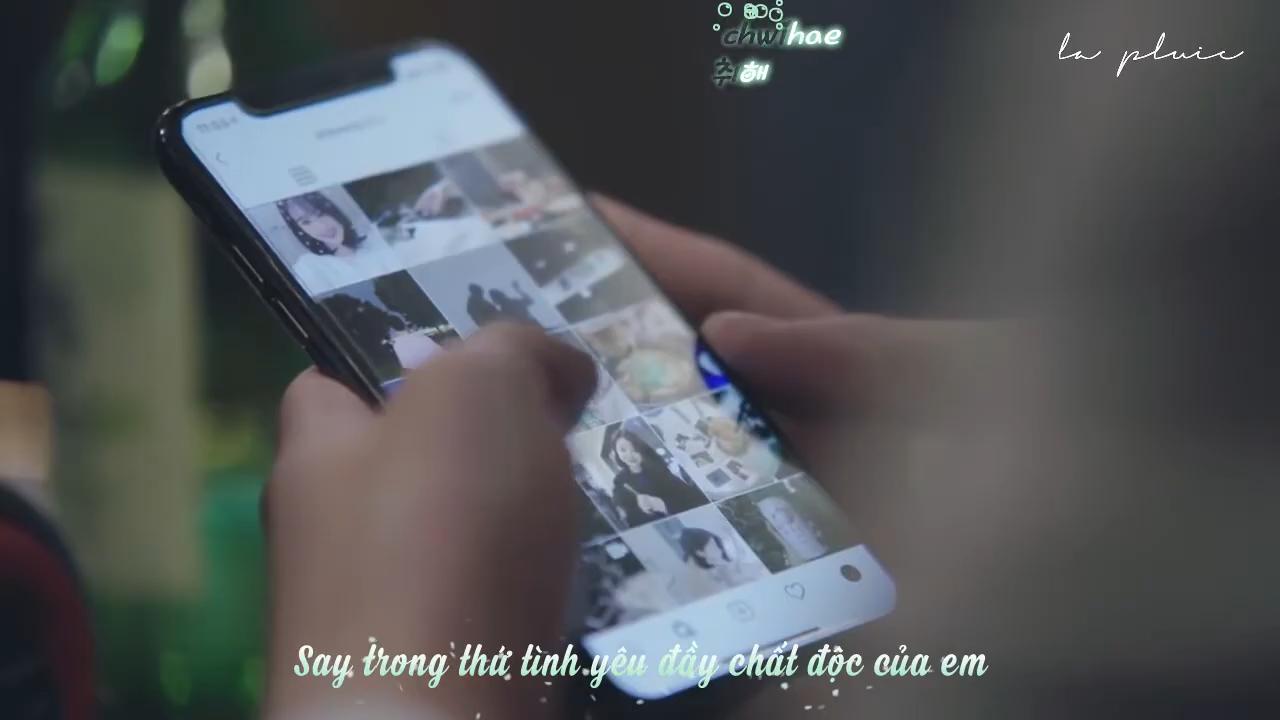 chwihae
취해
la pluie
Say trong thứ tình yêu đầy chất độc của em